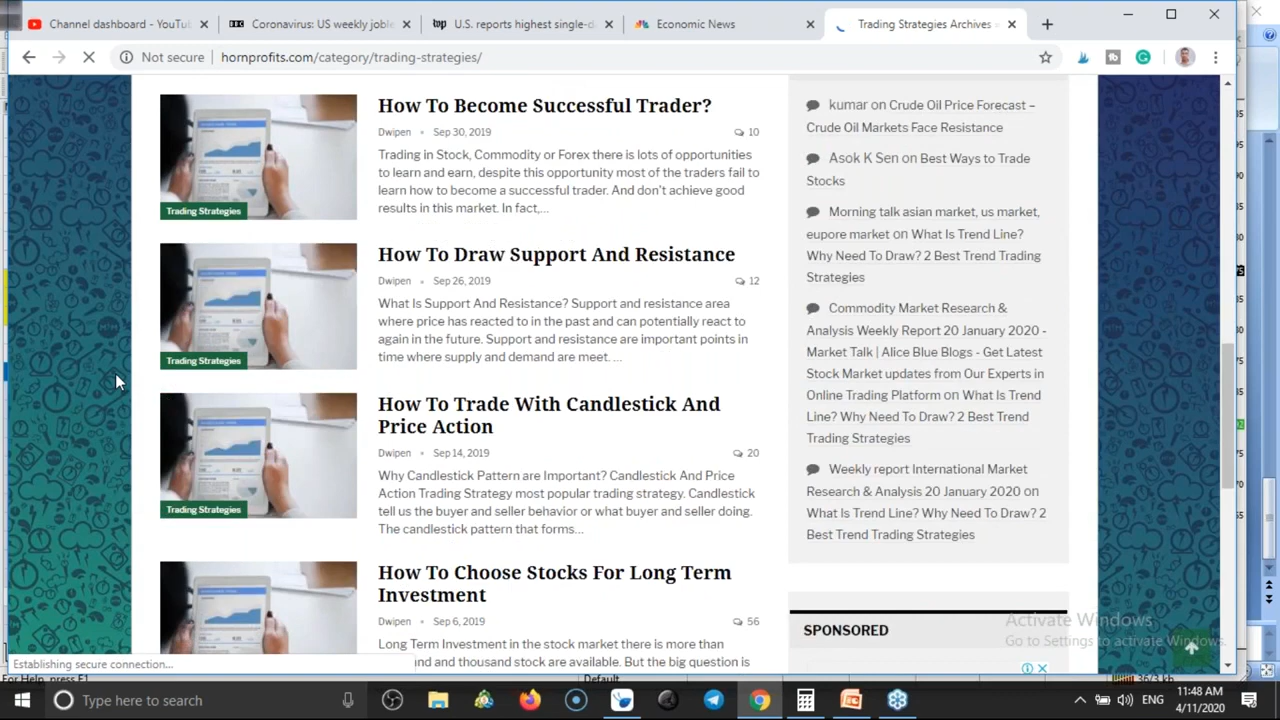 Channel dashboard - YouTu
Coronavirus: US weekly joble
U.S. reports highest single-da
Economic News
Trading Strategies Archives
Not secure
hornprofits.com/category/trading-strategies/
How To Become Successful Trader?
Dwipen • Sep 30, 2019
10
Trading in Stock, Commodity or Forex there is lots of opportunities
to learn and earn, despite this opportunity most of the traders fail to
learn how to become a successful trader. And don't achieve good
results in this market. In fact,...
Trading Strategies
How To Draw Support And Resistance
Dwipen • Sep 26, 2019
12
What Is Support And Resistance? Support and resistance area
where price has reacted to in the past and can potentially react to
again in the future. Support and resistance are important points in
time where supply and demand are meet. ...
Trading Strategies
How To Trade With Candlestick And
Price Action
Dwipen • Sep 14, 2019
20
Why Candlestick Pattern are Important? Candlestick And Price
Action Trading Strategy most popular trading strategy. Candlestick
tell us the buyer and seller behavior or what buyer and seller doing.
The candlestick pattern that forms...
Trading Strategies
How To Choose Stocks For Long Term
Investment
Dwipen • Sep 6, 2019
56
Long Term Investment in the stock market there is more than
and thousand stock are available. But the big question is
kumar on Crude Oil Price Forecast –
Crude Oil Markets Face Resistance
Asok K Sen on Best Ways to Trade
Stocks
Morning talk asian market, us market,
eupore market on What Is Trend Line?
Why Need To Draw? 2 Best Trend Trading
Strategies
Commodity Market Research &
Analysis Weekly Report 20 January 2020 -
Market Talk | Alice Blue Blogs - Get Latest
Stock Market updates from Our Experts in
Online Trading Platform on What Is Trend
Line? Why Need To Draw? 2 Best Trend
Trading Strategies
Weekly report International Market
Research & Analysis 20 January 2020 on
What Is Trend Line? Why Need To Draw? 2
Best Trend Trading Strategies
SPONSORED
Activate Windows
Go to Settings to activate Windows.
Establishing secure connection...
For Help, press F1
Default
36/3 kb
Type here to search
ENG
11:48 AM
4/11/2020